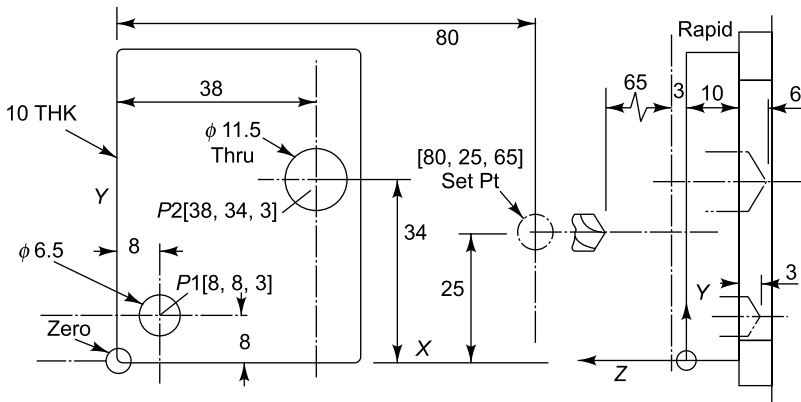 80
Rapid
38
65
3
10
6
10 THK
ϕ 11.5
Thru
[80, 25, 65]
Set Pt
Y
P2[38, 34, 3]
8
34
ϕ 6.5
25
3
P1[8, 8, 3]
Y
Zero
8
X
Z